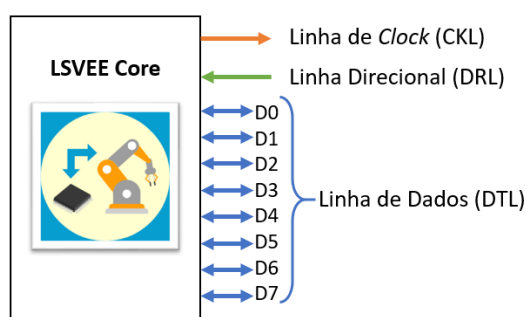 LSVEE Core
Linha de Clock (CKL)
Linha Direcional (DRL)
D0
D1
D2
D3
D4
D5
D6
D7
Linha de Dados (DTL)